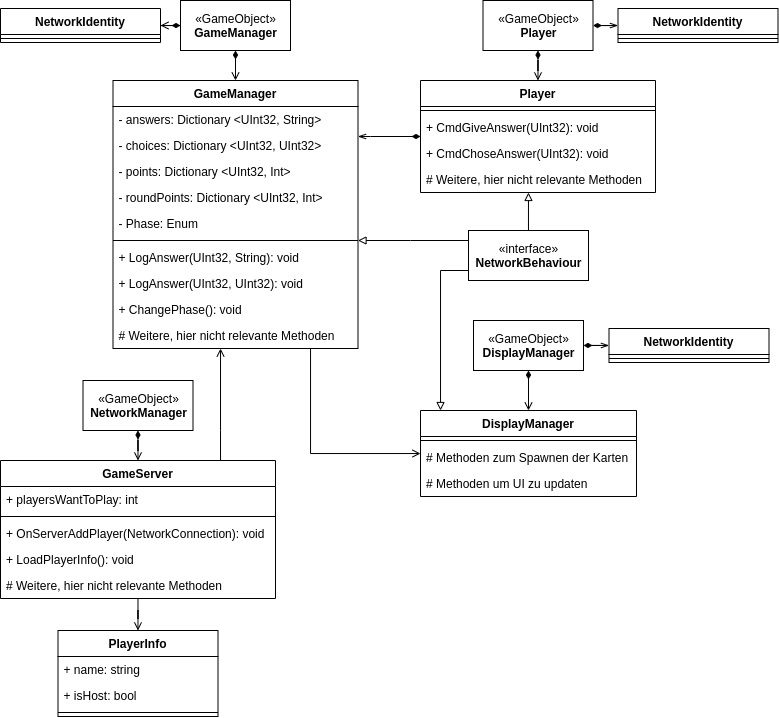 NetworkIdentity
«GameObject»
GameManager
«GameObject»
Player
NetworkIdentity
GameManager
- answers: Dictionary <UInt32, String>
- choices: Dictionary <UInt32, UInt32>
- points: Dictionary <UInt32, Int>
- roundPoints: Dictionary <UInt32, Int>
- Phase: Enum
+ LogAnswer(UInt32, String): void
+ LogAnswer(UInt32, UInt32): void
+ ChangePhase(): void
# Weitere, hier nicht relevante Methoden
Player
+ CmdGiveAnswer(UInt32): void
+ CmdChoseAnswer(UInt32): void
# Weitere, hier nicht relevante Methoden
«interface»
NetworkBehaviour
«GameObject»
DisplayManager
NetworkIdentity
«GameObject»
NetworkManager
DisplayManager
# Methoden zum Spawnen der Karten
# Methoden um UI zu updaten
GameServer
+ playersWantToPlay: int
+ OnServerAddPlayer(NetworkConnection): void
+ LoadPlayerInfo(): void
# Weitere, hier nicht relevante Methoden
PlayerInfo
+ name: string
+ isHost: bool